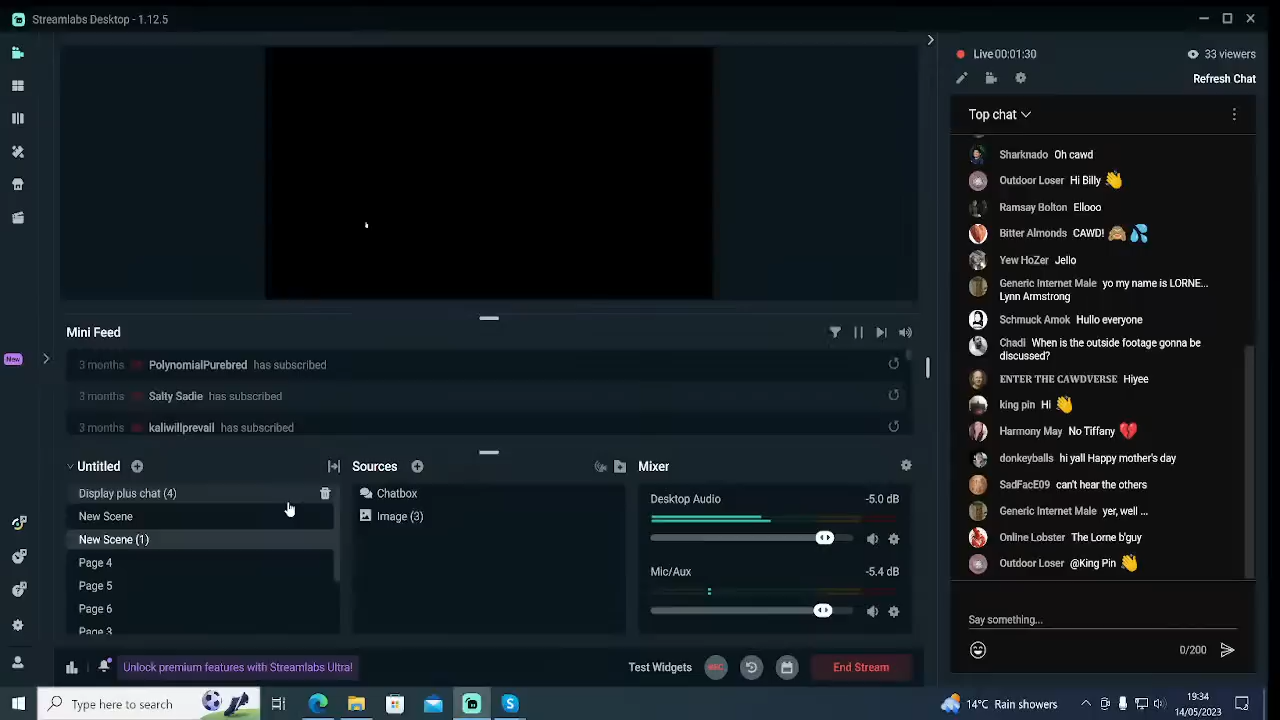 Streamlabs Desktop - 1.12.5
Live 00:01:30
33 viewers
Refresh Chat
Top chat
Sharknado Oh cawd
Outdoor Loser Hi Billy 👋
Ramsay Bolton Ellooo
Bitter Almonds CAWD! 🙈💦
Yew HoZer Jello
Generic Internet Male yo my name is LORNE...
Lynn Armstrong
Schmuck Amok Hullo everyone
Chadi When is the outside footage gonna be
discussed?
ENTER THE CAWDVERSE Hiyee
king pin Hi 👋
Harmony May No Tiffany 💔
donkeyballs hi yall Happy mother's day
SadFacE09 can't hear the others
Generic Internet Male yer, well ...
Online Lobster The Lorne b'guy
Outdoor Loser @King Pin 👋
Say something...
0/200
Mini Feed
3 months PolynomialPurebred has subscribed
3 months Salty Sadie has subscribed
3 months kaliwillprevail has subscribed
New
Untitled
Display plus chat (4)
New Scene
New Scene (1)
Page 4
Page 5
Page 6
Page 3
Sources
Chatbox
Image (3)
Mixer
Desktop Audio -5.0 dB
Mic/Aux -5.4 dB
Unlock premium features with Streamlabs Ultra!
Test Widgets
REC
End Stream
Type here to search
14°C Rain showers
19:34
14/05/2023